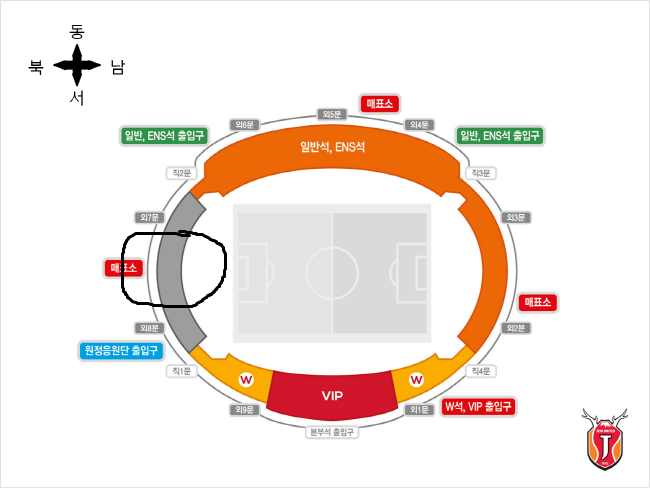 동
북
남
서
매표소
외5문
외6문
외4문
일반, ENS석 출입구
일반, ENS석 출입구
일반석, ENS석
직2문
직3문
외7문
외3문
매표소
매표소
외8문
외2문
원정응원단 출입구
직1문
직4문
W
VIP
W
외9문
외1문
W석, VIP 출입구
본부석 출입구
J